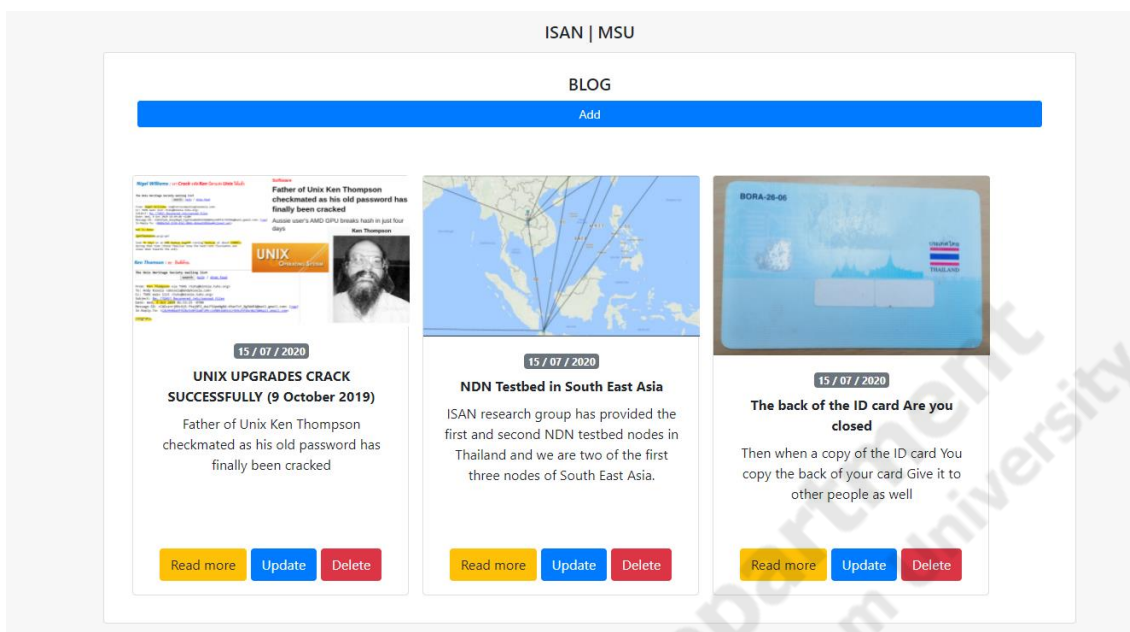 ISAN | MSU
BLOG
Add
Software
Father of Unix Ken Thompson
checkmated as his old password has
finally been cracked
Aussie user's AMD GPU breaks hash in just four
days
Ken Thompson
UNIX
15 / 07 / 2020
UNIX UPGRADES CRACK
SUCCESSFULLY (9 October 2019)
Father of Unix Ken Thompson
checkmated as his old password has
finally been cracked
Read more
Update
Delete
15 / 07 / 2020
NDN Testbed in South East Asia
ISAN research group has provided the
first and second NDN testbed nodes in
Thailand and we are two of the first
three nodes of South East Asia.
Read more
Update
Delete
BORA-26-06
THAILAND
15 / 07 / 2020
The back of the ID card Are you
closed
Then when a copy of the ID card You
copy the back of your card Give it to
other people as well
Read more
Update
Delete